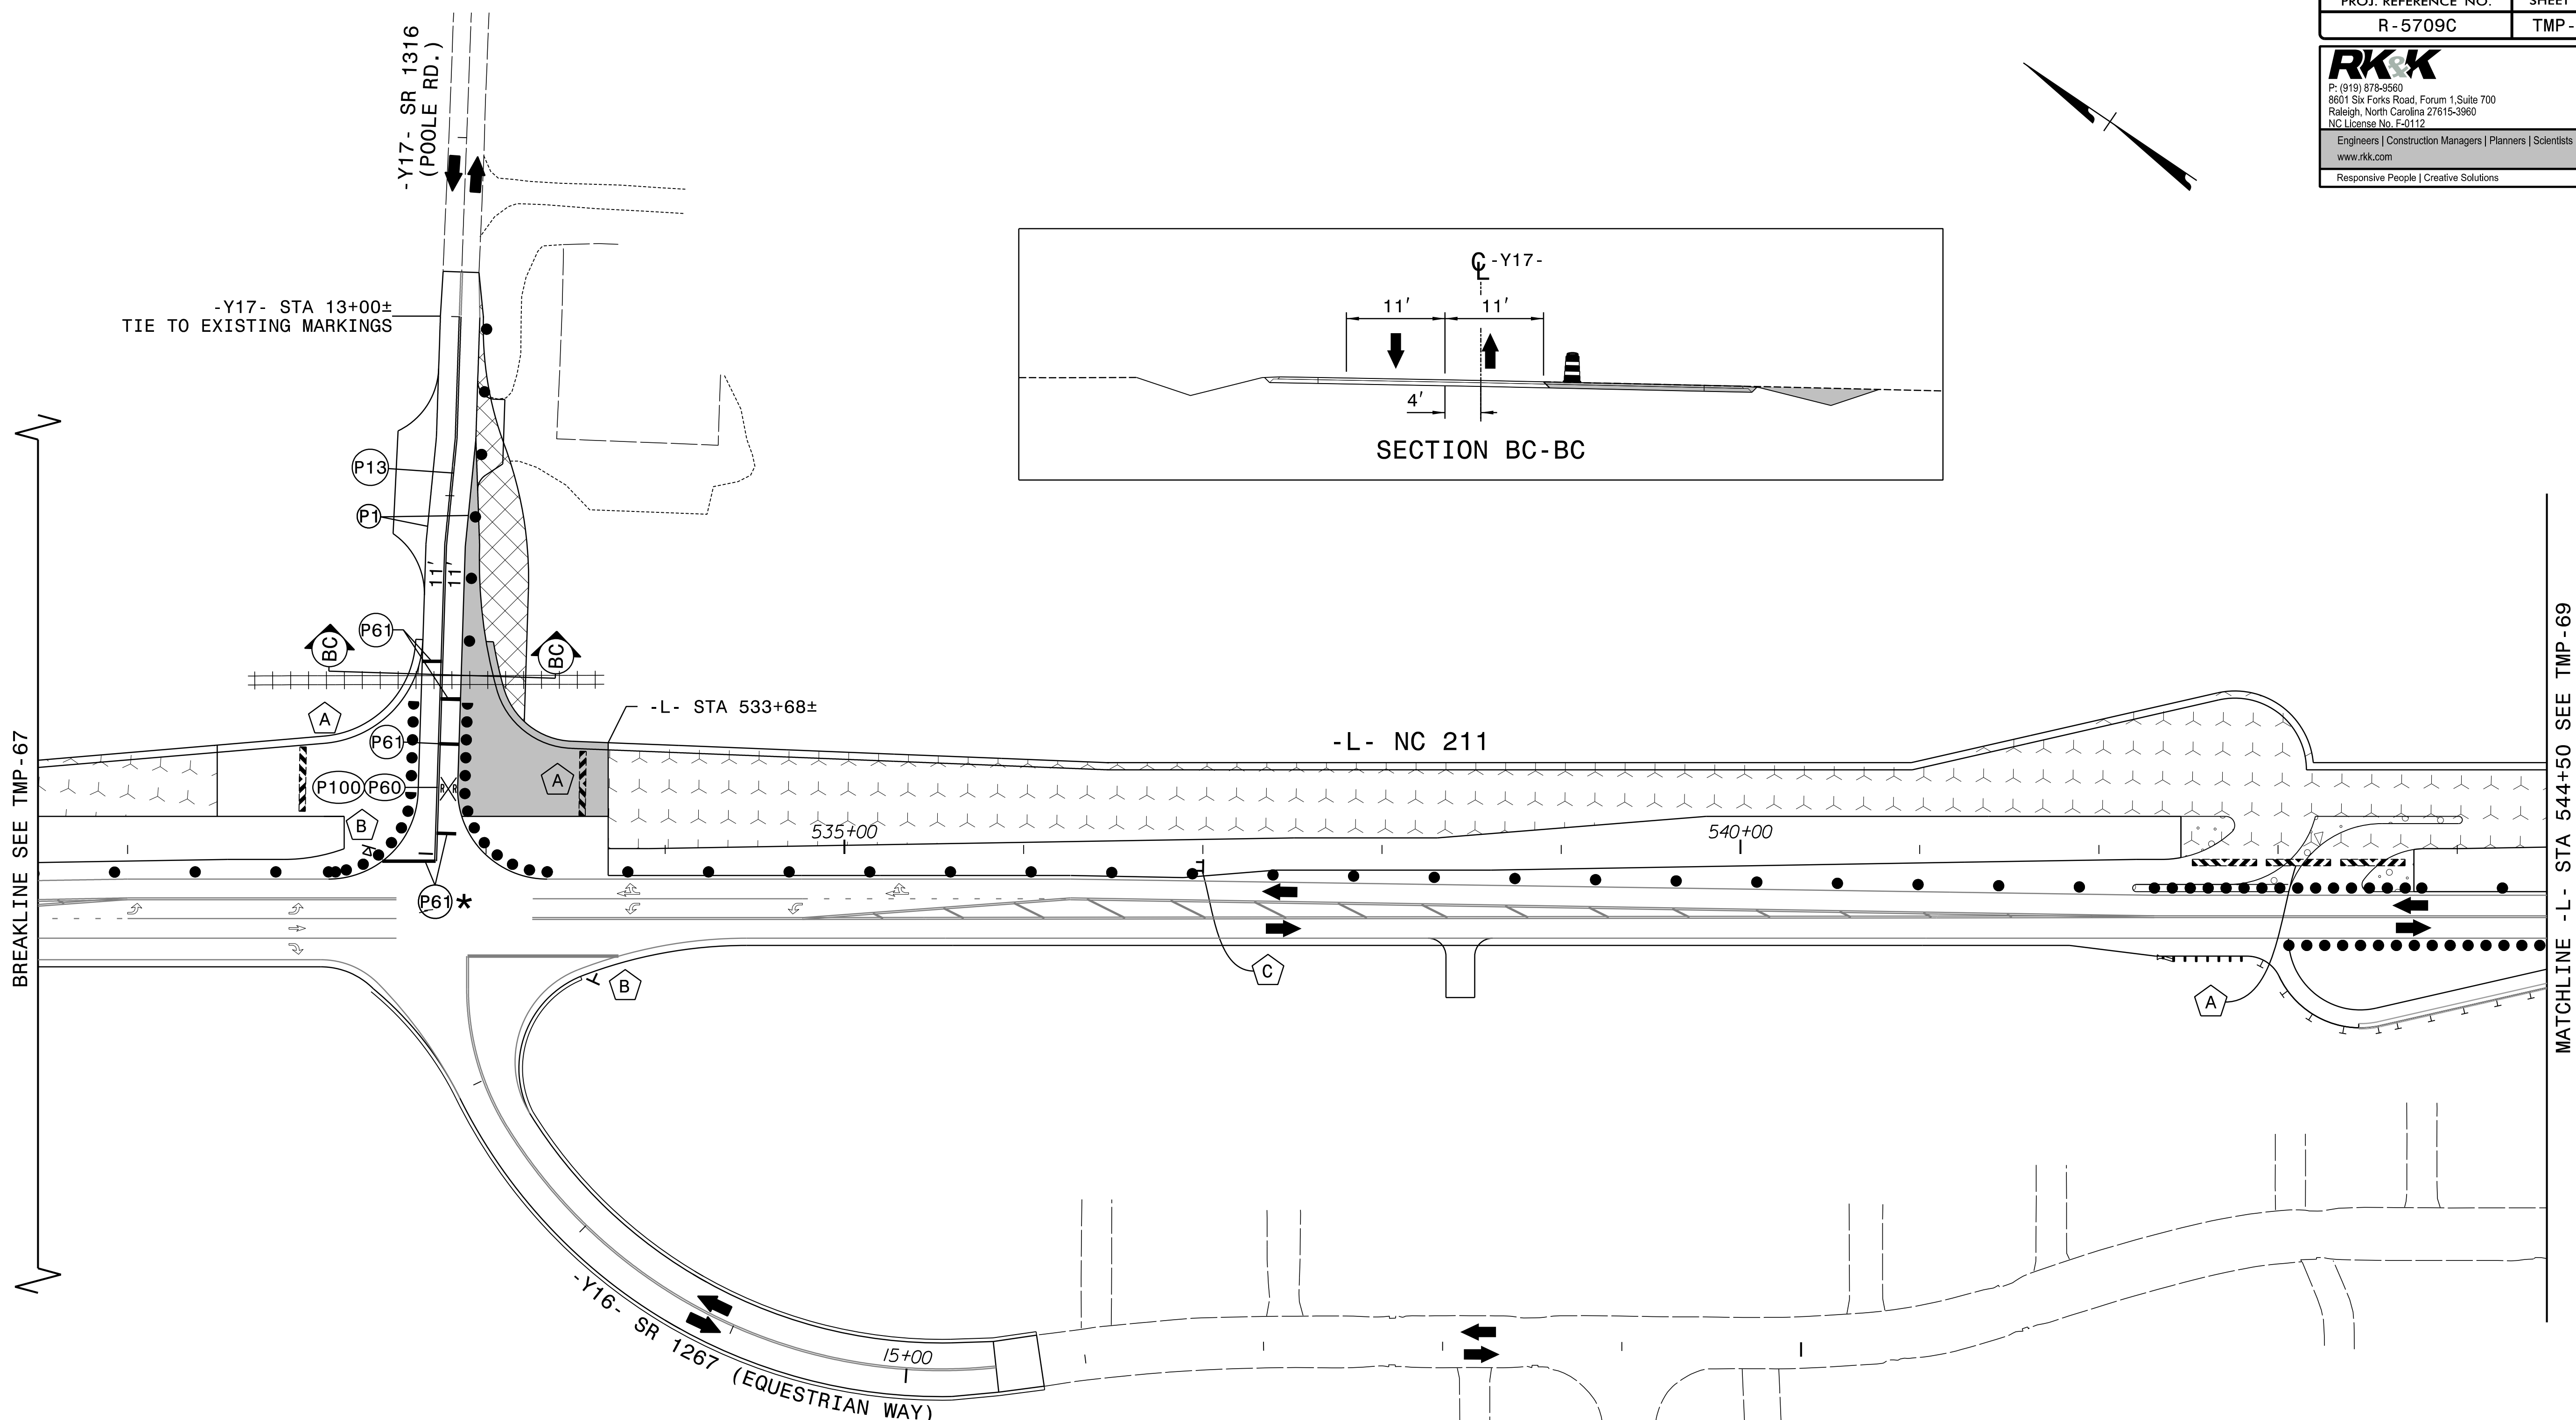 PROJ. REFERENCE NO.
SHEET
R-5709C
TMP-
RK&K
P: (919) 878-9560
8601 Six Forks Road, Forum 1,Suite 700
Raleigh, North Carolina 27615-3960
NC License No. F-0112
Engineers | Construction Managers | Planners | Scientists
www.rkk.com
Responsive People | Creative Solutions
-Y17- SR 1316
(POOLE RD.)
-Y17- STA 13+00±
TIE TO EXISTING MARKINGS
℄ -Y17-
11'
11'
4'
SECTION BC-BC
P13
P1
11'
11'
P61
BC
BC
A
-L- STA 533+68±
-L- NC 211
P61
A
P100
P60
R R
B
535+00
540+00
P61 *
B
C
A
BREAKLINE SEE TMP-67
MATCHLINE -L- STA 544+50 SEE TMP-69
15+00
-Y16- SR 1267 (EQUESTRIAN WAY)